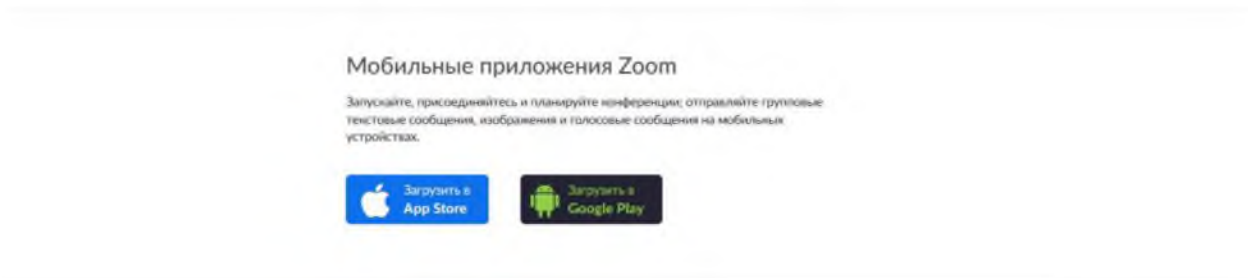 Мобильные приложения Zoom
Запускайте, присоединяйтесь и планируйте конференции; отправляйте групповые
текстовые сообщения, изображения и голосовые сообщения на мобильных
устройствах.
Загрузить в
App Store
Загрузить в
Google Play